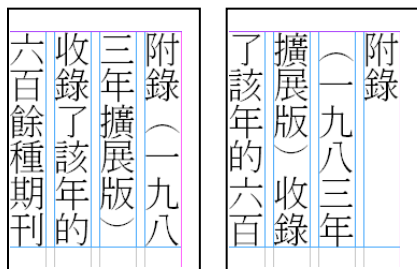 附錄（一九八
三年擴展版）
收錄了該年的
六百餘種期刊
附錄
（一九八三年
擴展版）收錄
了該年的六百